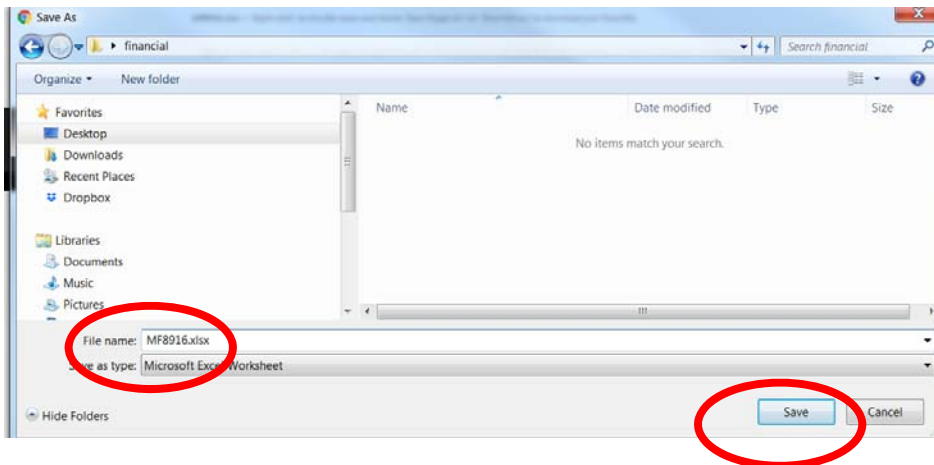 Save As
financial
Search financial
Organize New folder
Favorites
Desktop
Downloads
Recent Places
Dropbox
Libraries
Documents
Music
Pictures
Name Date modified Type Size
No items match your search.
File name: MF8916.xlsx
Save as type: Microsoft Excel Worksheet
Hide Folders Save Cancel